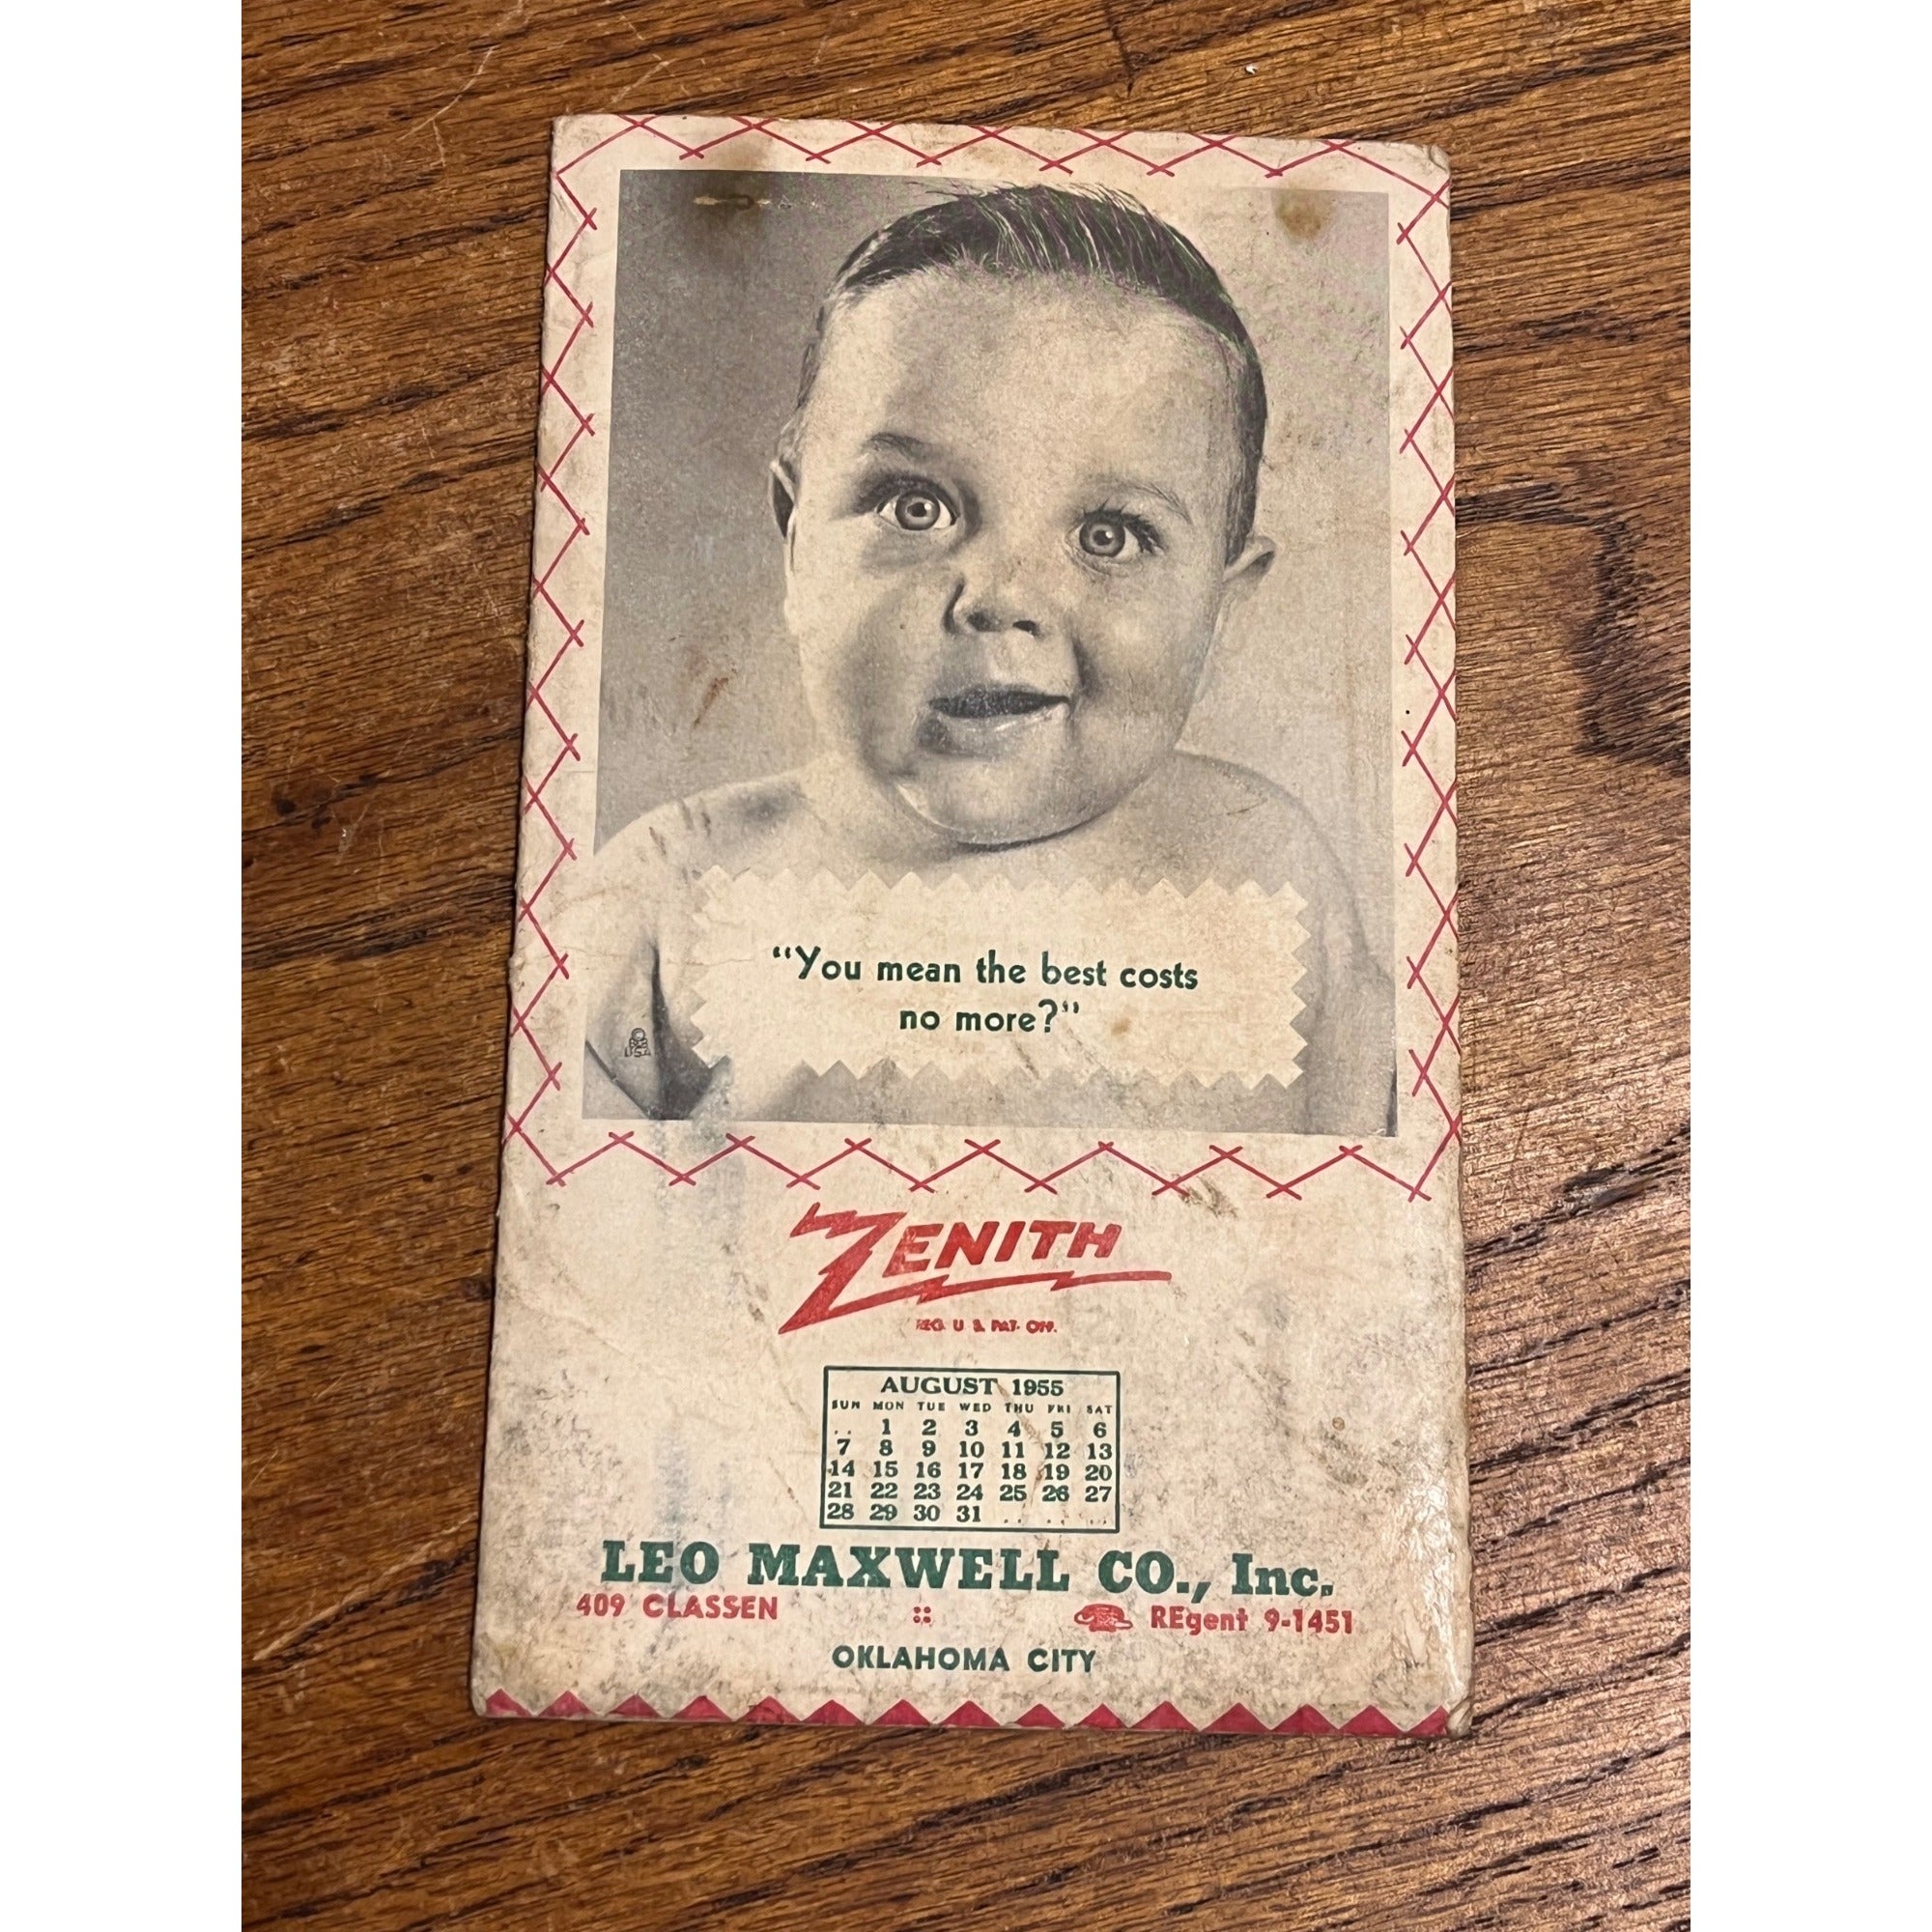 "You mean the best costs
no more?"
U.S.A.
ZENITH
REG. U. S. PAT. OFF.
AUGUST 1955
SUN MON TUE WED THU FRI SAT
.. 1 2 3 4 5 6
7 8 9 10 11 12 13
14 15 16 17 18 19 20
21 22 23 24 25 26 27
28 29 30 31 .. .. ..
LEO MAXWELL CO., Inc.
409 CLASSEN :: REgent 9-1451
OKLAHOMA CITY